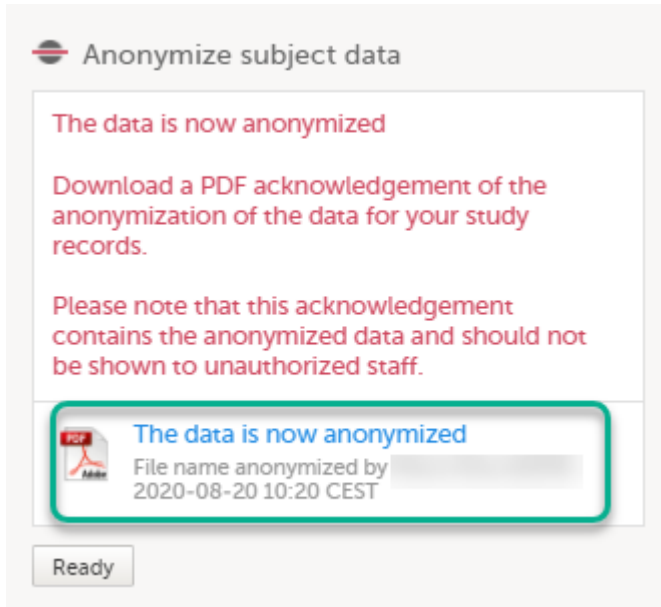 Anonymize subject data
The data is now anonymized
Download a PDF acknowledgement of the
anonymization of the data for your study
records.
Please note that this acknowledgement
contains the anonymized data and should not
be shown to unauthorized staff.
PDF
Adobe
The data is now anonymized
File name anonymized by
2020-08-20 10:20 CEST
Ready